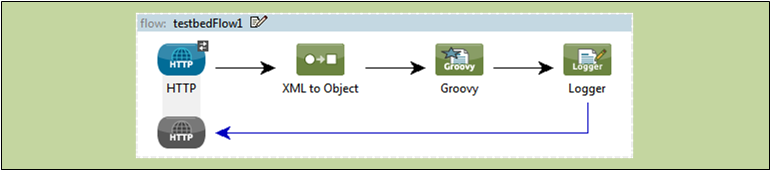 flow: testbedFlow1
HTTP
Groovy
Logger
HTTP
XML to Object
Groovy
Logger
HTTP